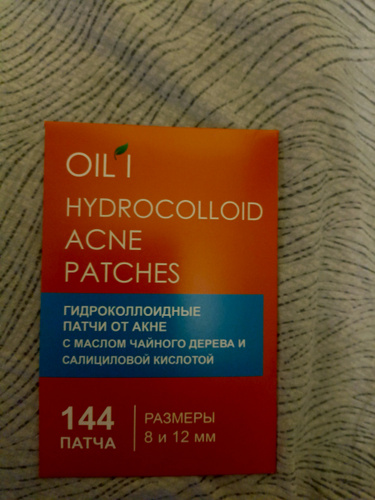 OIL'I
HYDROCOLLOID
ACNE
PATCHES
ГИДРОКОЛЛОИДНЫЕ
ПАТЧИ ОТ АКНЕ
С МАСЛОМ ЧАЙНОГО ДЕРЕВА И
САЛИЦИЛОВОЙ КИСЛОТОЙ
144
ПАТЧА
РАЗМЕРЫ
8 и 12 мм